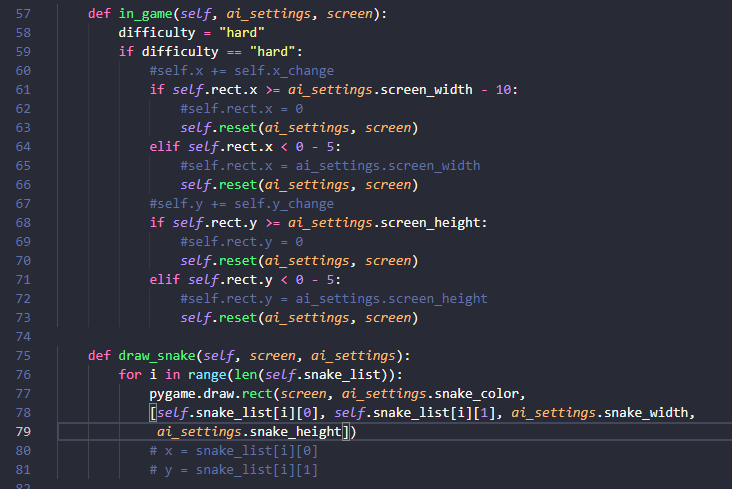 57 def in_game(self, ai_settings, screen):
58 difficulty = "hard"
59 if difficulty == "hard":
60 #self.x += self.x_change
61 if self.rect.x >= ai_settings.screen_width - 10:
62 #self.rect.x = 0
63 self.reset(ai_settings, screen)
64 elif self.rect.x < 0 - 5:
65 #self.rect.x = ai_settings.screen_width
66 self.reset(ai_settings, screen)
67 #self.y += self.y_change
68 if self.rect.y >= ai_settings.screen_height:
69 #self.rect.y = 0
70 self.reset(ai_settings, screen)
71 elif self.rect.y < 0 - 5:
72 #self.rect.y = ai_settings.screen_height
73 self.reset(ai_settings, screen)
74
75 def draw_snake(self, screen, ai_settings):
76 for i in range(len(self.snake_list)):
77 pygame.draw.rect(screen, ai_settings.snake_color,
78 [self.snake_list[i][0], self.snake_list[i][1], ai_settings.snake_width,
79 ai_settings.snake_height])
80 # x = snake_list[i][0]
81 # y = snake_list[i][1]